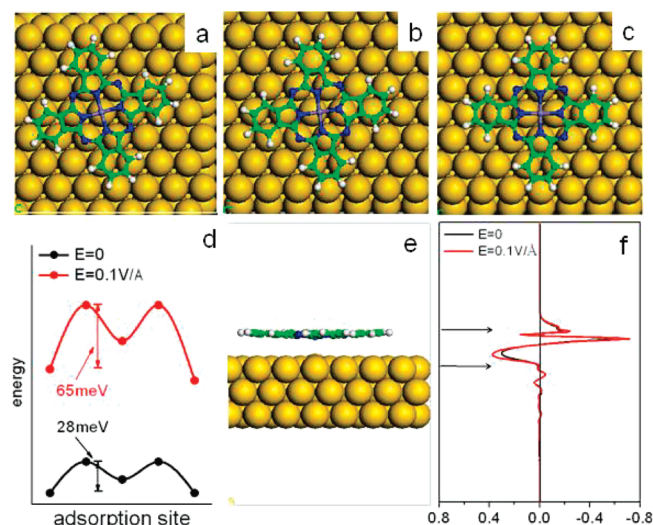 a
b
c
d
E=0
E=0.1V/Å
energy
65meV
28meV
adsorption site
e
f
E=0
E=0.1V/Å
0.8 0.4 0.0 -0.4 -0.8